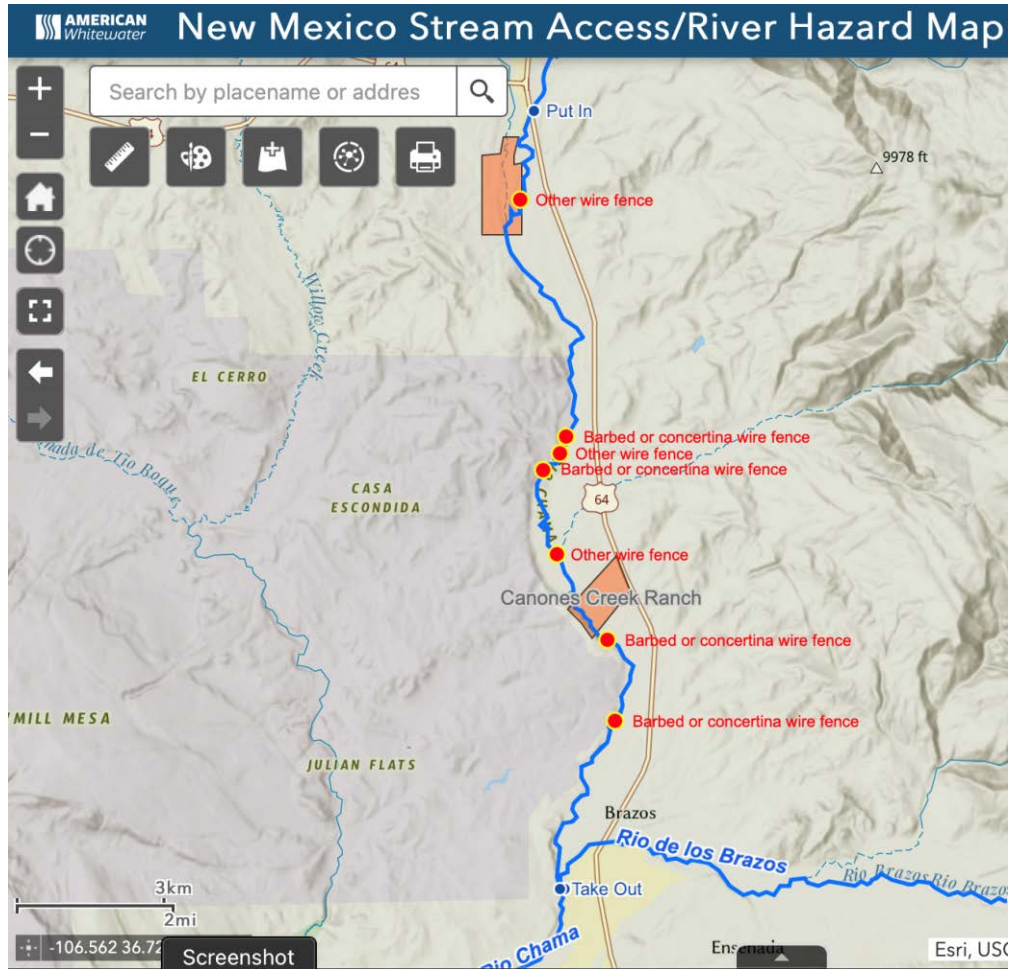 AMERICAN
Whitewater
New Mexico Stream Access/River Hazard Map
Search by placename or addres
Put In
9978 ft
Other wire fence
Willow Creek
EL CERRO
Barbed or concertina wire fence
Other wire fence
Barbed or concertina wire fence
CASA
ESCONDIDA
CHAMA
64
Other wire fence
Canones Creek Ranch
Barbed or concertina wire fence
MILL MESA
Barbed or concertina wire fence
JULIAN FLATS
Brazos
Rio de los Brazos
Rio Brazos Rio Brazos
Take Out
3km
2mi
-106.562 36.72
Screenshot
Rio Chama
Ensenada
Esri, USG